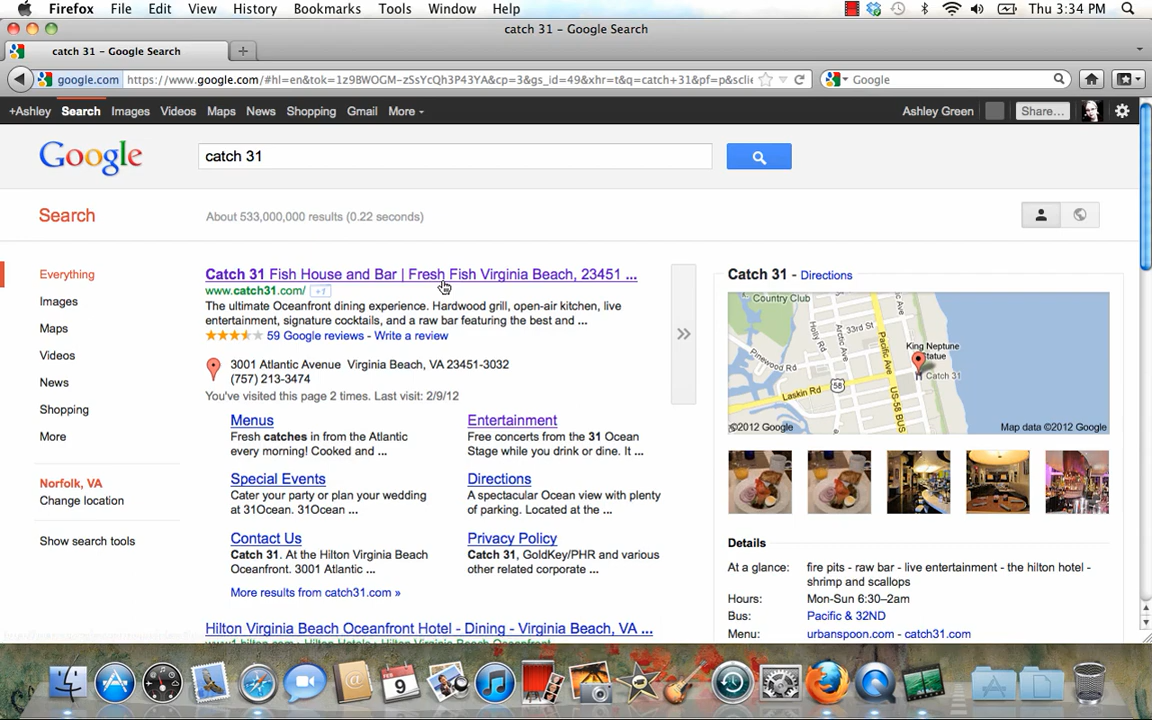 Firefox File Edit View History Bookmarks Tools Window Help Thu 3:34 PM
catch 31 – Google Search
catch 31 – Google Search
google.com https://www.google.com/#hl=en&tok=1z9BWOGM-zSsYcQh3P43YA&cp=3&gs_id=49&xhr=t&q=catch+31&pf=p&sclie Google
+Ashley Search Images Videos Maps News Shopping Gmail More Ashley Green Share...
Google catch 31
Search About 533,000,000 results (0.22 seconds)
Everything
Images
Maps
Videos
News
Shopping
More
Norfolk, VA
Change location
Show search tools
Catch 31 Fish House and Bar | Fresh Fish Virginia Beach, 23451 ...
www.catch31.com/ +1
The ultimate Oceanfront dining experience. Hardwood grill, open-air kitchen, live
entertainment, signature cocktails, and a raw bar featuring the best and ...
59 Google reviews - Write a review
3001 Atlantic Avenue Virginia Beach, VA 23451-3032
(757) 213-3474
You've visited this page 2 times. Last visit: 2/9/12
Menus
Fresh catches in from the Atlantic
every morning! Cooked and ...
Entertainment
Free concerts from the 31 Ocean
Stage while you drink or dine. It ...
Special Events
Cater your party or plan your wedding
at 31Ocean. 31Ocean ...
Directions
A spectacular Ocean view with plenty
of parking. Located at the ...
Contact Us
Catch 31. At the Hilton Virginia Beach
Oceanfront. 3001 Atlantic ...
Privacy Policy
Catch 31, GoldKey/PHR and various
other related corporate ...
More results from catch31.com »
Hilton Virginia Beach Oceanfront Hotel - Dining - Virginia Beach, VA ...
Catch 31 - Directions
Country Club
Holly Rd
33rd St
Arctic Ave
Pacific Ave
Pinewood Rd
King Neptune
Statue
Catch 31
58
Laskin Rd
US-58 BUS
©2012 Google Map data ©2012 Google
Details
At a glance: fire pits - raw bar - live entertainment - the hilton hotel -
shrimp and scallops
Hours: Mon-Sun 6:30–2am
Bus: Pacific & 32ND
Menu: urbanspoon.com - catch31.com
FEB
9